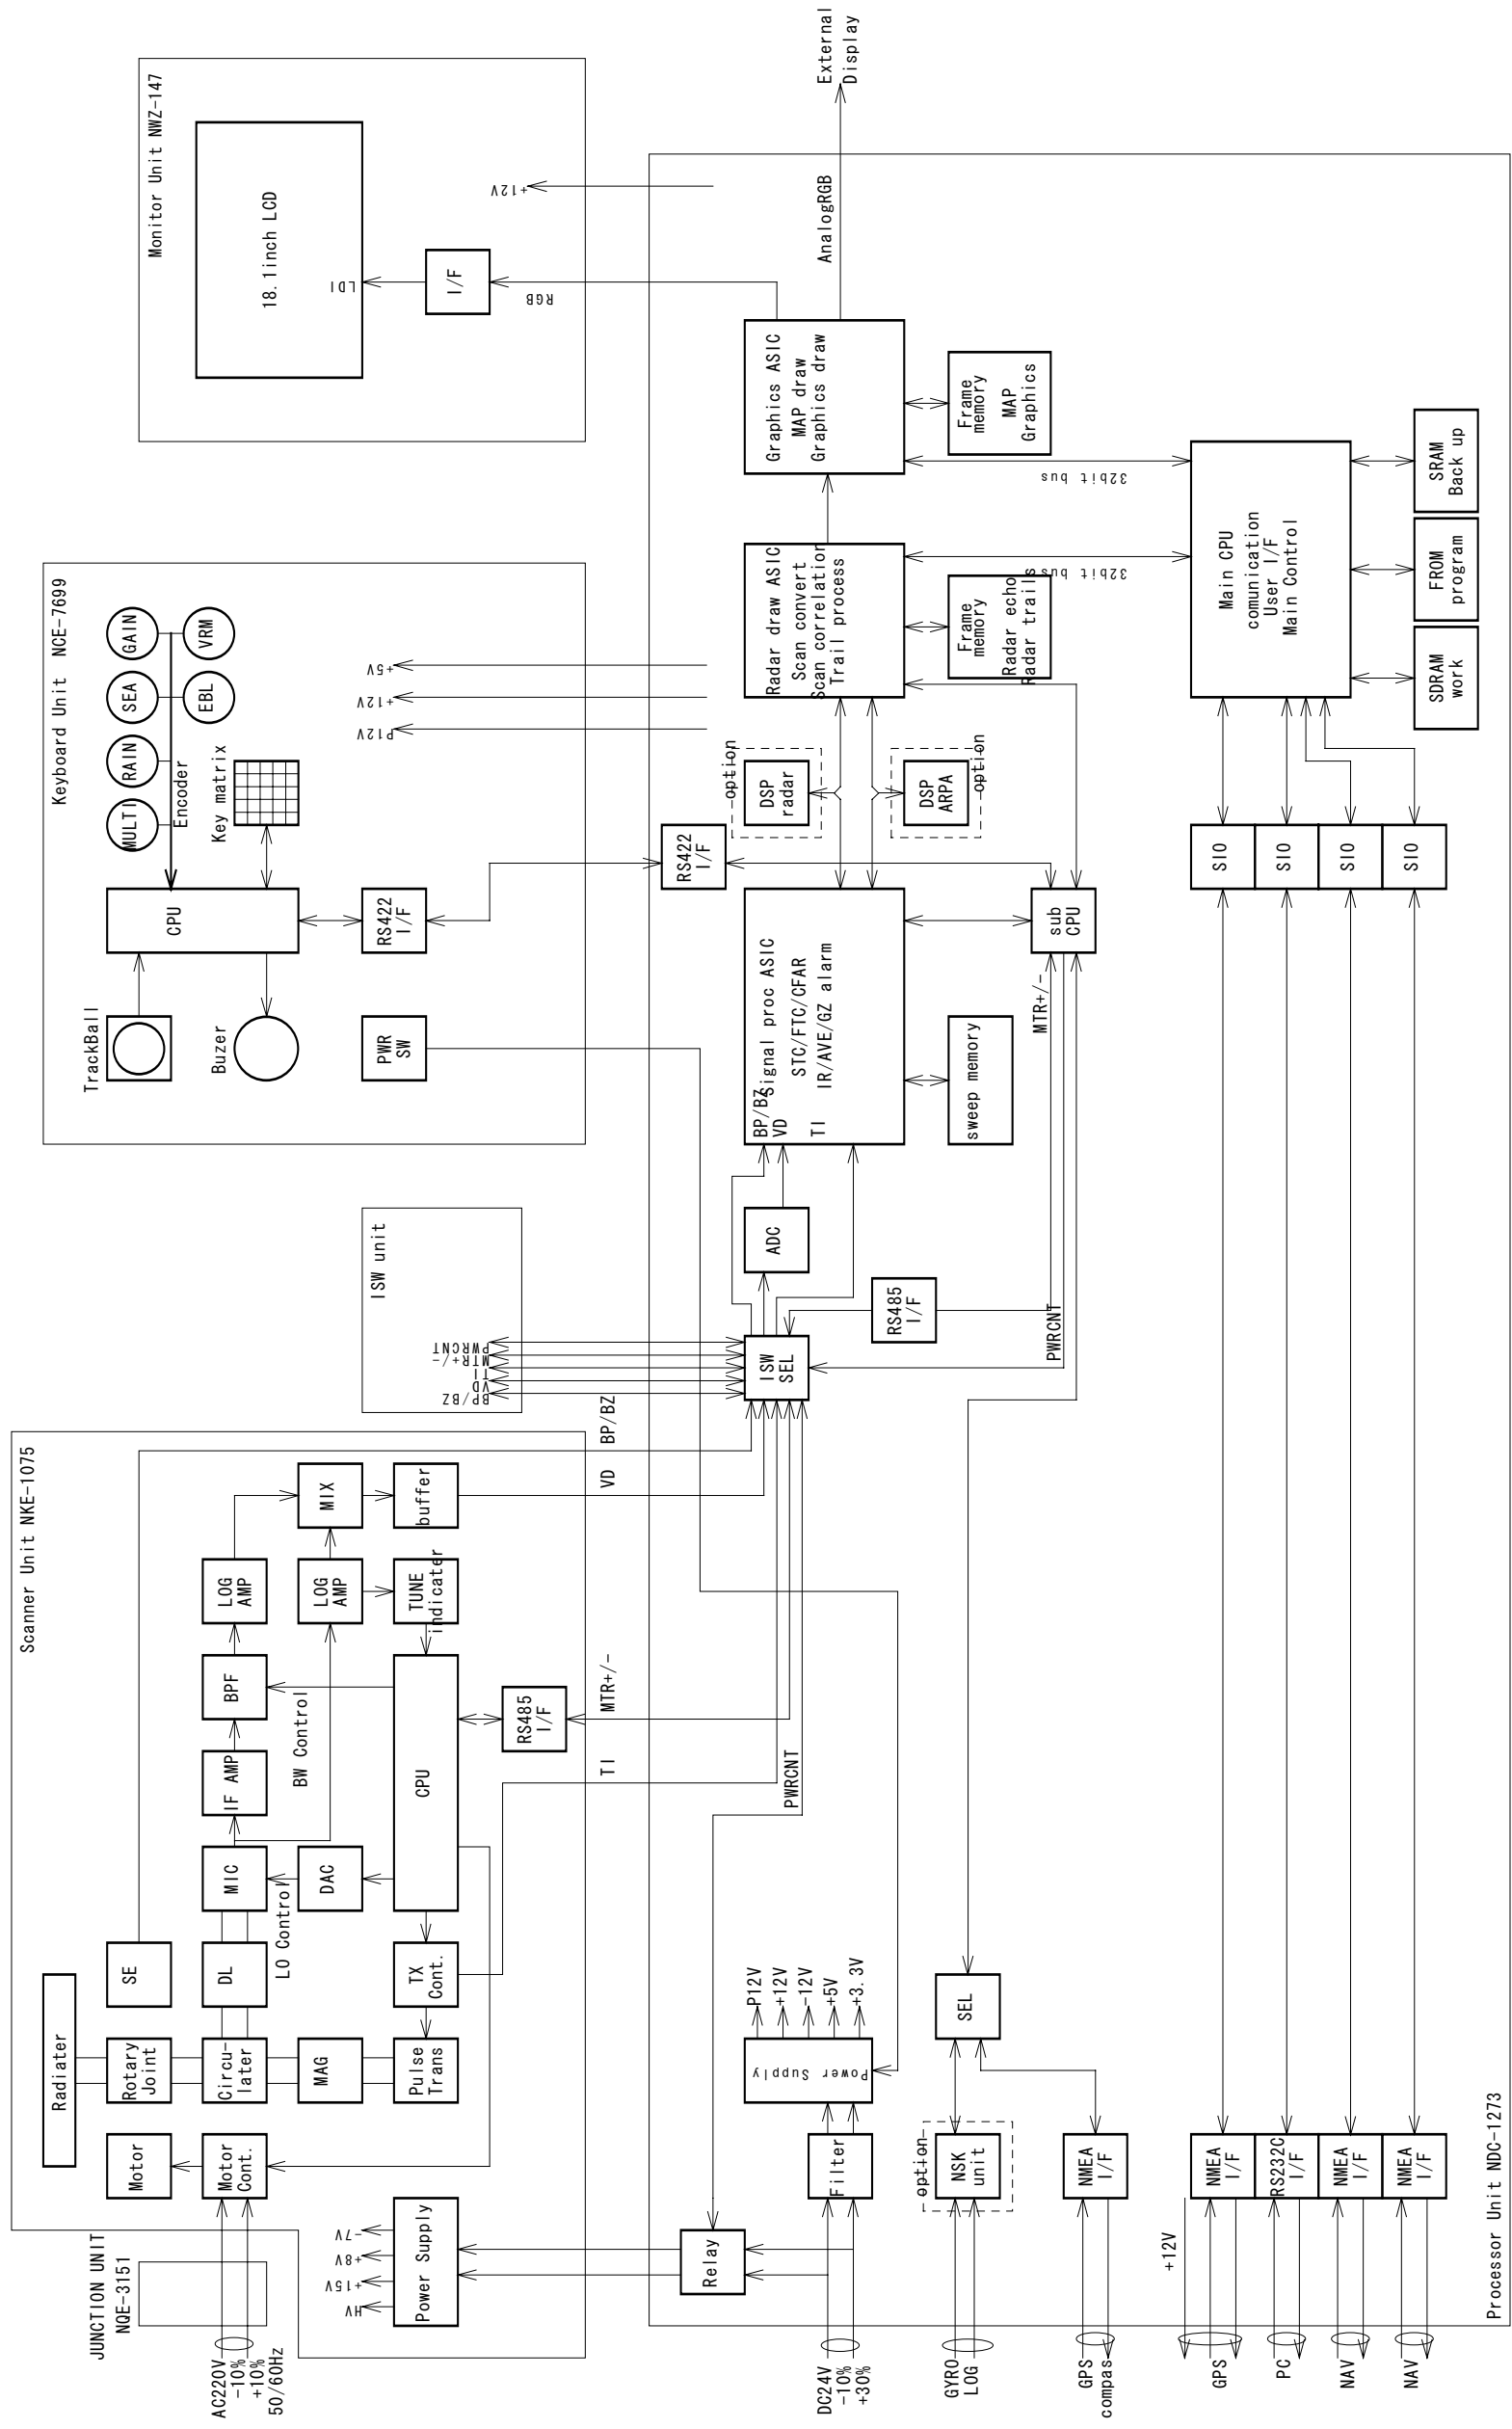 Scanner Unit NKE-1075
Radiater
Rotary
Joint
SE
Motor
Motor
Cont.
Circu-
later
DL
MIC
IF AMP
BPF
LOG
AMP
LO Control
BW Control
MAG
DAC
LOG
AMP
MIX
Pulse
Trans
TX
Cont.
CPU
TUNE
indicater
buffer
RS485
I/F
Power Supply
HV
+15V
+8V
-7V
JUNCTION UNIT
NQE-3151
AC220V
-10%
+10%
50/60Hz
TI
MTR+/-
VD
BP/BZ
PWRCNT
ISW unit
BP/BZ
VD
TI
MTR+/-
PWRCNT
Keyboard Unit NCE-7699
TrackBall
CPU
MULTI
RAIN
SEA
GAIN
EBL
VRM
Encoder
Key matrix
Buzer
PWR
SW
RS422
I/F
P12V
+12V
+5V
Monitor Unit NWZ-147
18.1inch LCD
LDI
I/F
RGB
+12V
AnalogRGB
External
Display
Processor Unit NDC-1273
Relay
Filter
Power Supply
P12V
+12V
-12V
+5V
+3.3V
DC24V
-10%
+30%
ISW
SEL
ADC
RS485
I/F
PWRCNT
MTR+/-
BP/BZ
VD
TI
Signal proc ASIC
STC/FTC/CFAR
IR/AVE/GZ alarm
sweep memory
RS422
I/F
sub
CPU
option
DSP
radar
DSP
ARPA
option
Radar draw ASIC
Scan convert
Scan correlation
Trail process
Frame
memory
Radar echo
Radar trails
Graphics ASIC
MAP draw
Graphics draw
Frame
memory
MAP
Graphics
32bit bus
32bit bus
GYRO
LOG
option
NSK
unit
SEL
GPS
compas
NMEA
I/F
+12V
GPS
NMEA
I/F
SIO
PC
RS232C
I/F
SIO
NAV
NMEA
I/F
SIO
NAV
NMEA
I/F
SIO
Main CPU
comunication
User I/F
Main Control
SDRAM
work
FROM
program
SRAM
Back up